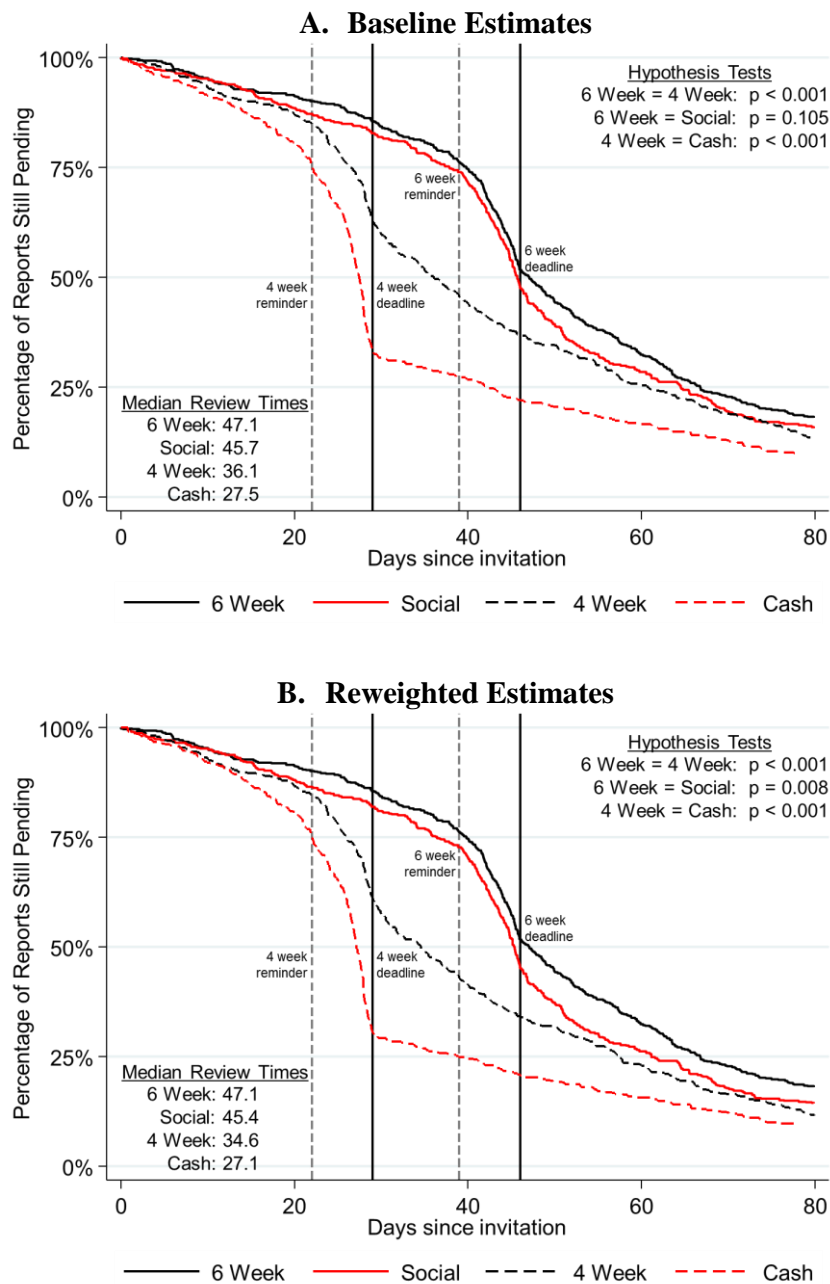 A. Baseline Estimates
Percentage of Reports Still Pending
100%
75%
50%
25%
0%
Hypothesis Tests
6 Week = 4 Week: p < 0.001
6 Week = Social: p = 0.105
4 Week = Cash: p < 0.001
6 week
reminder
6 week
deadline
4 week
reminder
4 week
deadline
Median Review Times
6 Week: 47.1
Social: 45.7
4 Week: 36.1
Cash: 27.5
0 20 40 60 80
Days since invitation
6 Week Social 4 Week Cash
B. Reweighted Estimates
Percentage of Reports Still Pending
100%
75%
50%
25%
0%
Hypothesis Tests
6 Week = 4 Week: p < 0.001
6 Week = Social: p = 0.008
4 Week = Cash: p < 0.001
6 week
reminder
6 week
deadline
4 week
reminder
4 week
deadline
Median Review Times
6 Week: 47.1
Social: 45.4
4 Week: 34.6
Cash: 27.1
0 20 40 60 80
Days since invitation
6 Week Social 4 Week Cash